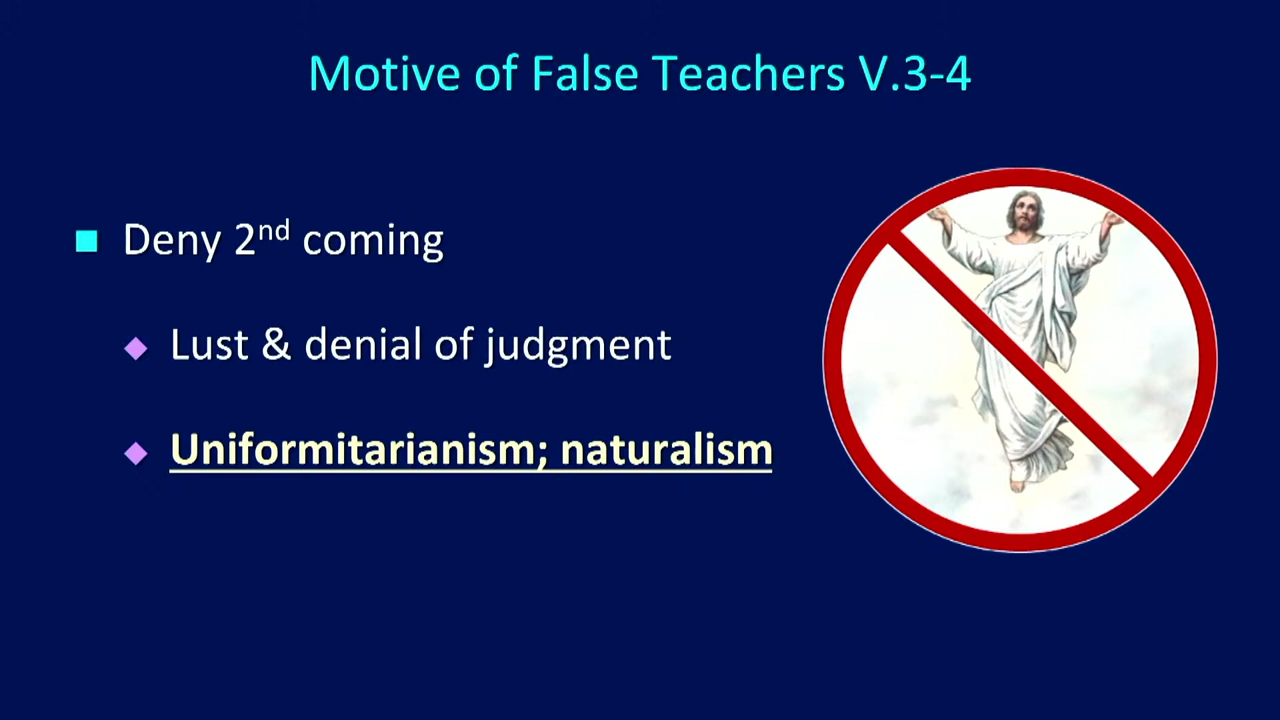 Motive of False Teachers V.3-4
Deny 2nd coming
Lust & denial of judgment
Uniformitarianism; naturalism